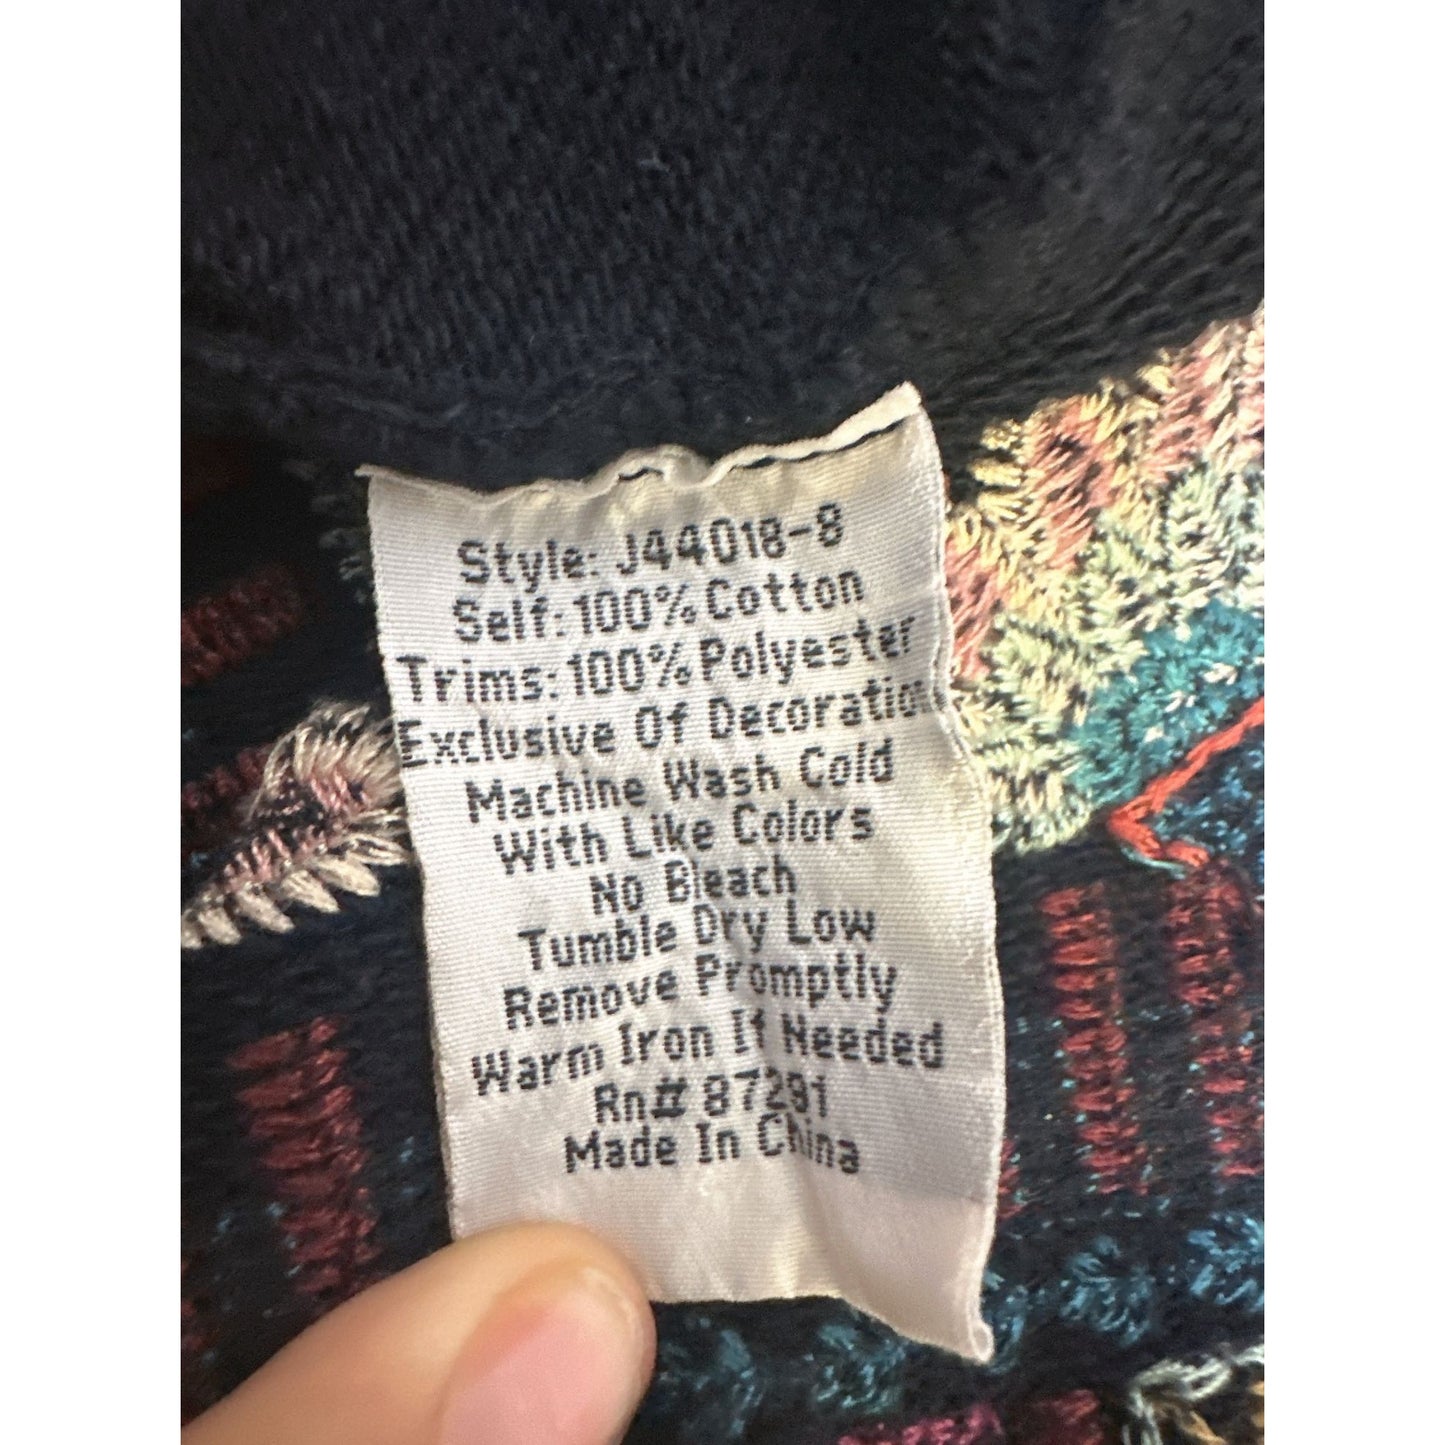 Style: J44018-8
Self: 100% Cotton
Trims: 100% Polyester
Exclusive Of Decoration
Machine Wash Cold
With Like Colors
No Bleach
Tumble Dry Low
Remove Promptly
Warm Iron If Needed
Rn# 87291
Made In China